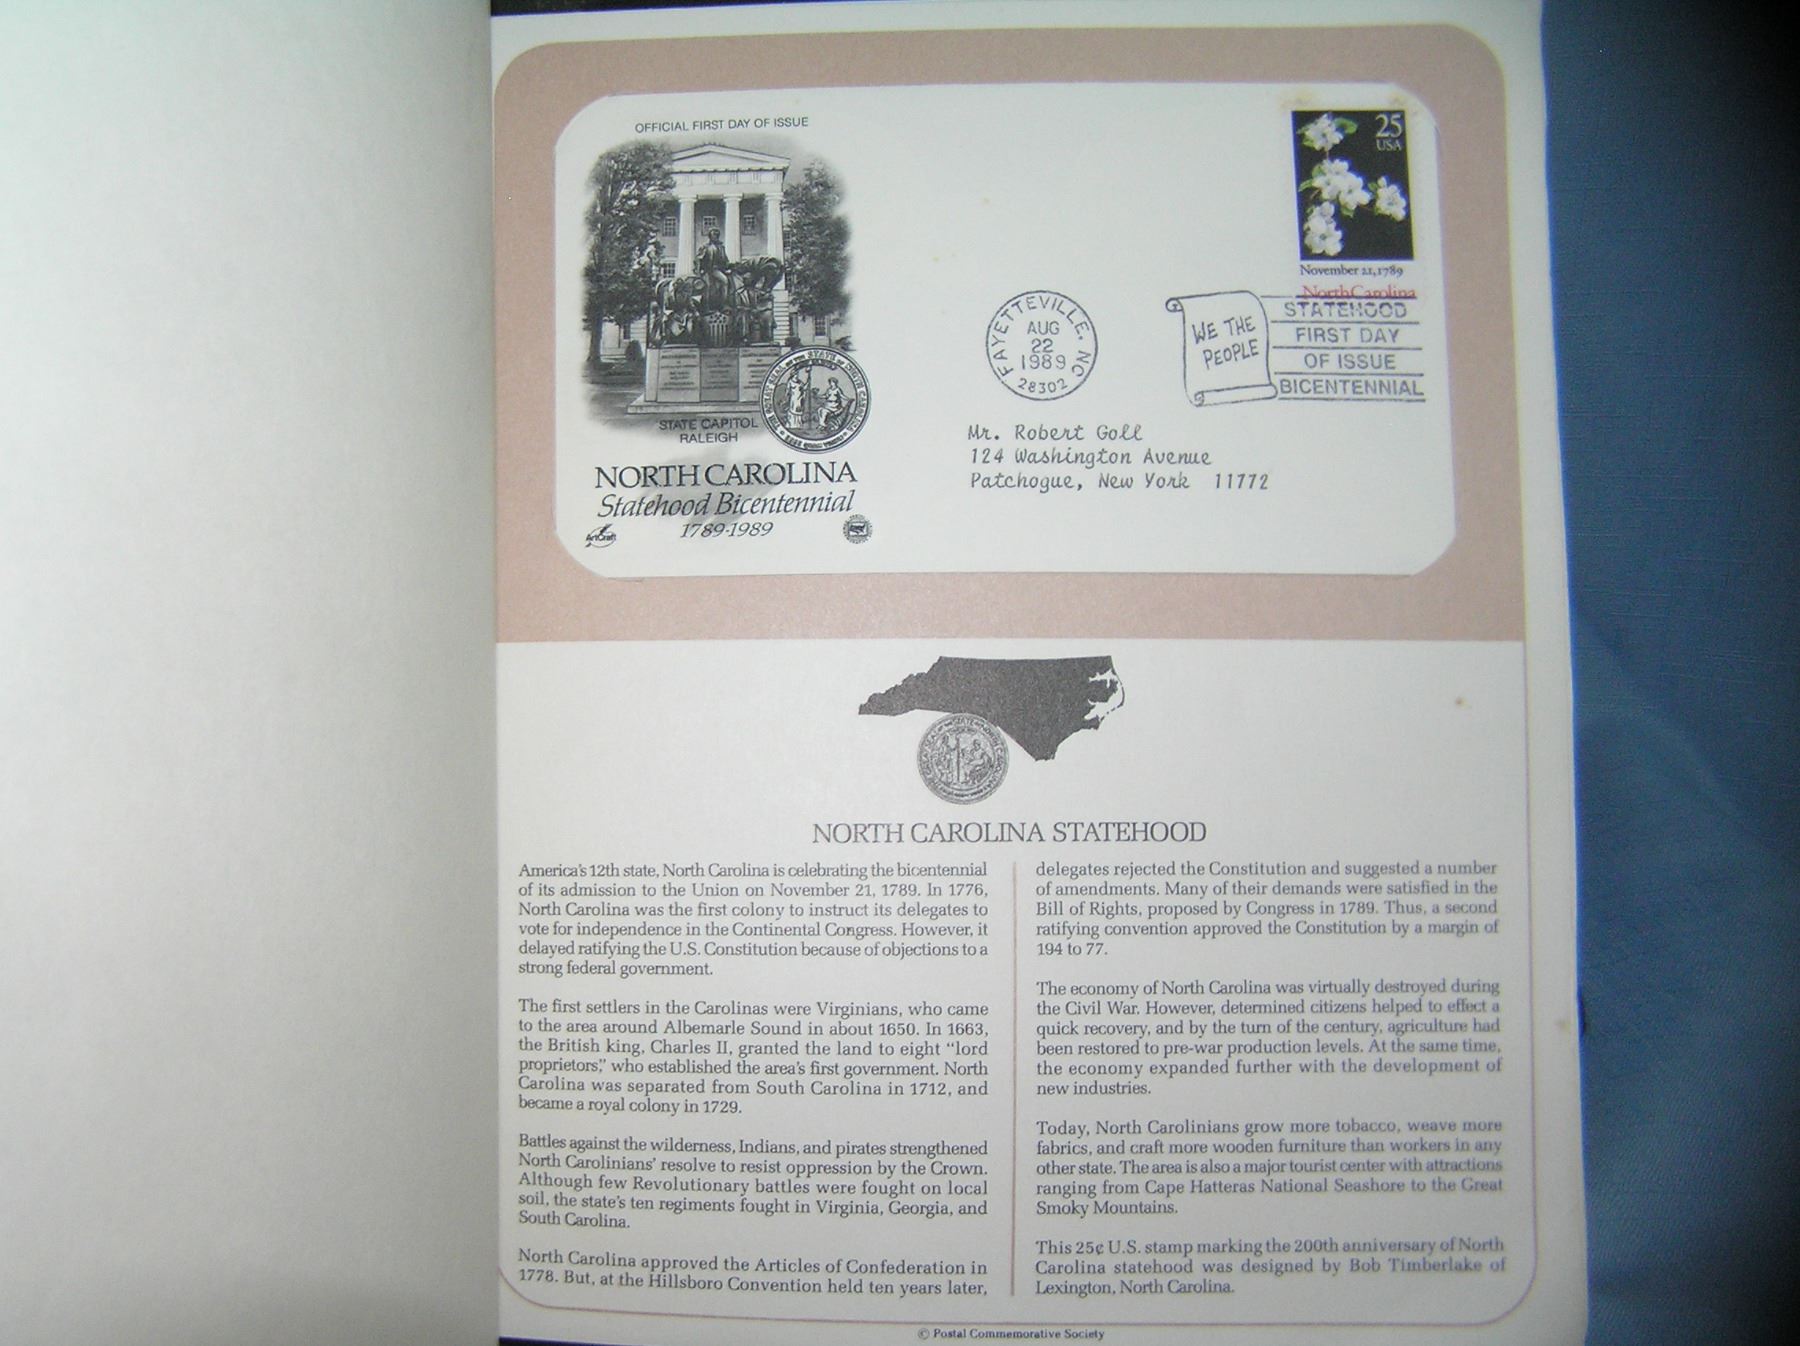 OFFICIAL FIRST DAY OF ISSUE
STATE CAPITOL
RALEIGH
NORTH CAROLINA
Statehood Bicentennial
1789-1989
ArtCraft
25
USA
November 21, 1789
North Carolina
FAYETTEVILLE, NC
AUG
22
1989
28302
WE THE
PEOPLE
STATEHOOD
FIRST DAY
OF ISSUE
BICENTENNIAL
Mr. Robert Goll
124 Washington Avenue
Patchogue, New York 11772
NORTH CAROLINA STATEHOOD
America's 12th state, North Carolina is celebrating the bicentennial
of its admission to the Union on November 21, 1789. In 1776,
North Carolina was the first colony to instruct its delegates to
vote for independence in the Continental Congress. However, it
delayed ratifying the U.S. Constitution because of objections to a
strong federal government.
The first settlers in the Carolinas were Virginians, who came
to the area around Albemarle Sound in about 1650. In 1663,
the British king, Charles II, granted the land to eight "lord
proprietors," who established the area's first government. North
Carolina was separated from South Carolina in 1712, and
became a royal colony in 1729.
Battles against the wilderness, Indians, and pirates strengthened
North Carolinians' resolve to resist oppression by the Crown.
Although few Revolutionary battles were fought on local
soil, the state's ten regiments fought in Virginia, Georgia, and
South Carolina.
North Carolina approved the Articles of Confederation in
1778. But, at the Hillsboro Convention held ten years later,
delegates rejected the Constitution and suggested a number
of amendments. Many of their demands were satisfied in the
Bill of Rights, proposed by Congress in 1789. Thus, a second
ratifying convention approved the Constitution by a margin of
194 to 77.
The economy of North Carolina was virtually destroyed during
the Civil War. However, determined citizens helped to effect a
quick recovery, and by the turn of the century, agriculture had
been restored to pre-war production levels. At the same time,
the economy expanded further with the development of
new industries.
Today, North Carolinians grow more tobacco, weave more
fabrics, and craft more wooden furniture than workers in any
other state. The area is also a major tourist center with attractions
ranging from Cape Hatteras National Seashore to the Great
Smoky Mountains.
This 25¢ U.S. stamp marking the 200th anniversary of North
Carolina statehood was designed by Bob Timberlake of
Lexington, North Carolina.
© Postal Commemorative Society